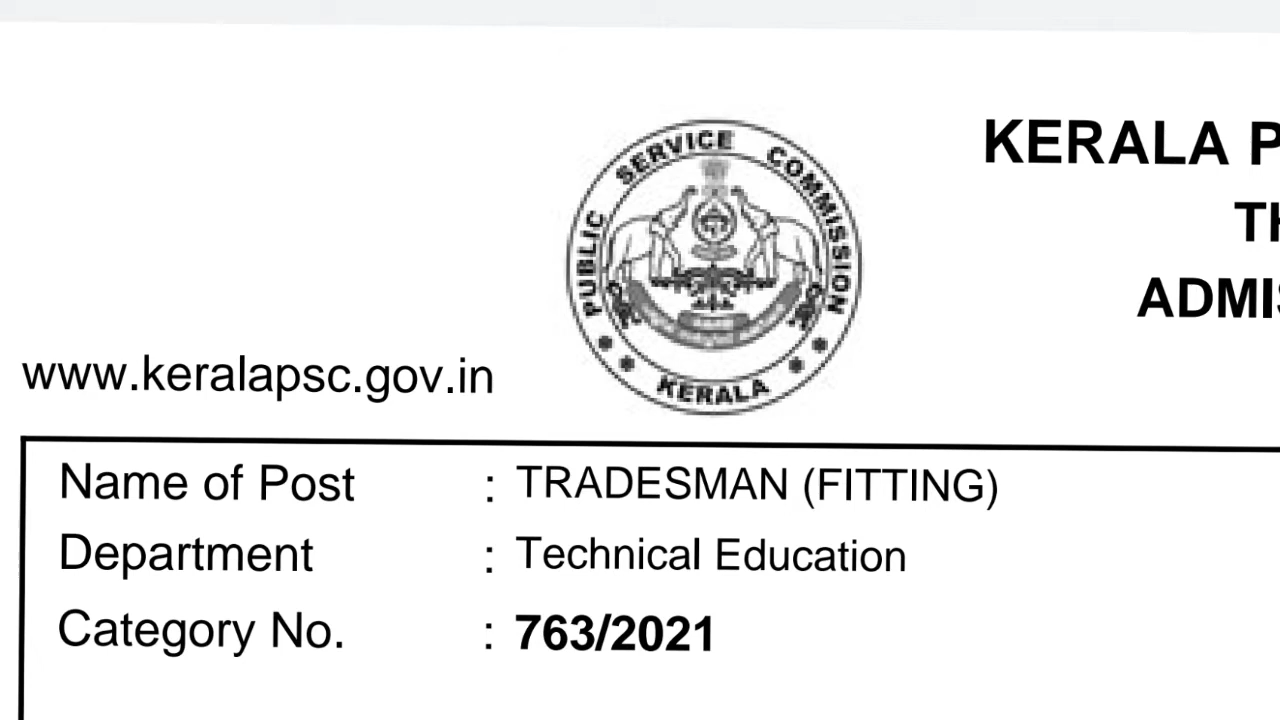 KERALA P
TH
ADMIS
PUBLIC SERVICE COMMISSION
KERALA
www.keralapsc.gov.in
Name of Post : TRADESMAN (FITTING)
Department : Technical Education
Category No. : 763/2021